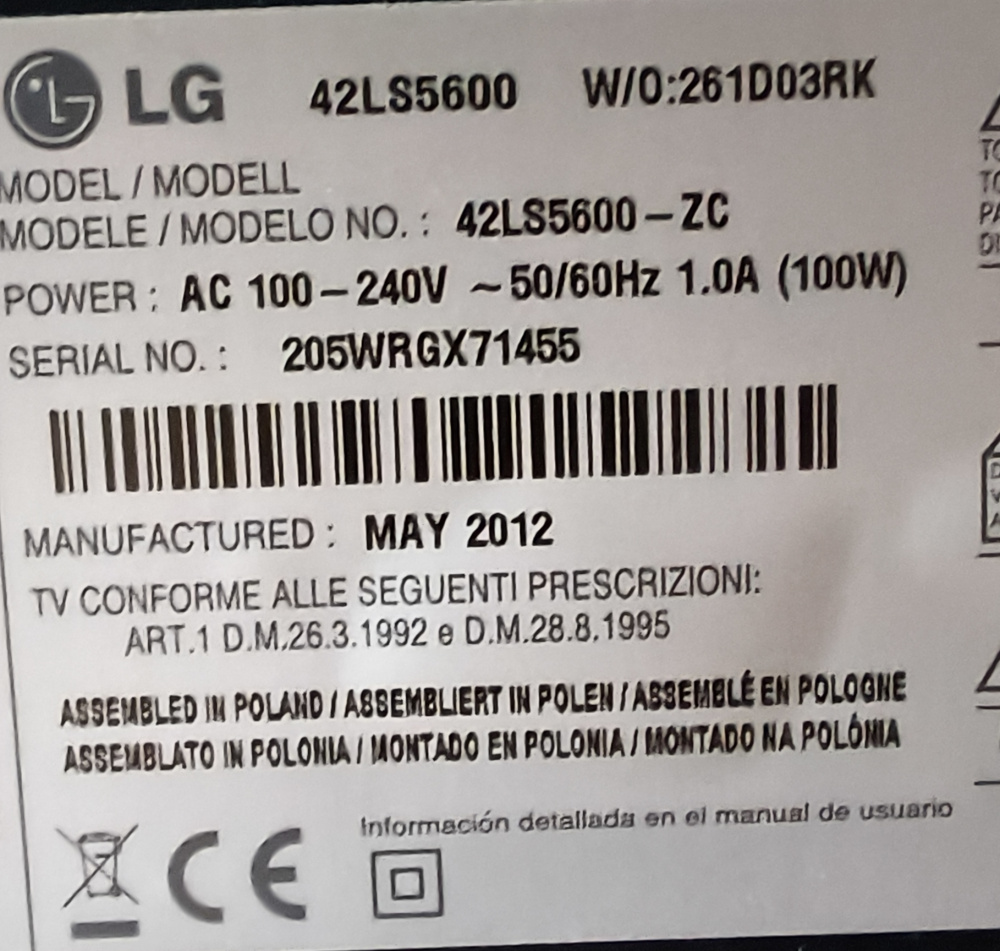 LG 42LS5600 W/O:261D03RK
MODEL / MODELL
MODELE / MODELO NO. : 42LS5600-ZC
POWER : AC 100-240V ~50/60Hz 1.0A (100W)
SERIAL NO. : 205WRGX71455
MANUFACTURED : MAY 2012
TV CONFORME ALLE SEGUENTI PRESCRIZIONI:
ART.1 D.M.26.3.1992 e D.M.28.8.1995
ASSEMBLED IN POLAND / ASSEMBLIERT IN POLEN / ASSEMBLÉ EN POLOGNE
ASSEMBLATO IN POLONIA / MONTADO EN POLONIA / MONTADO NA POLÓNIA
Información detallada en el manual de usuario
CE